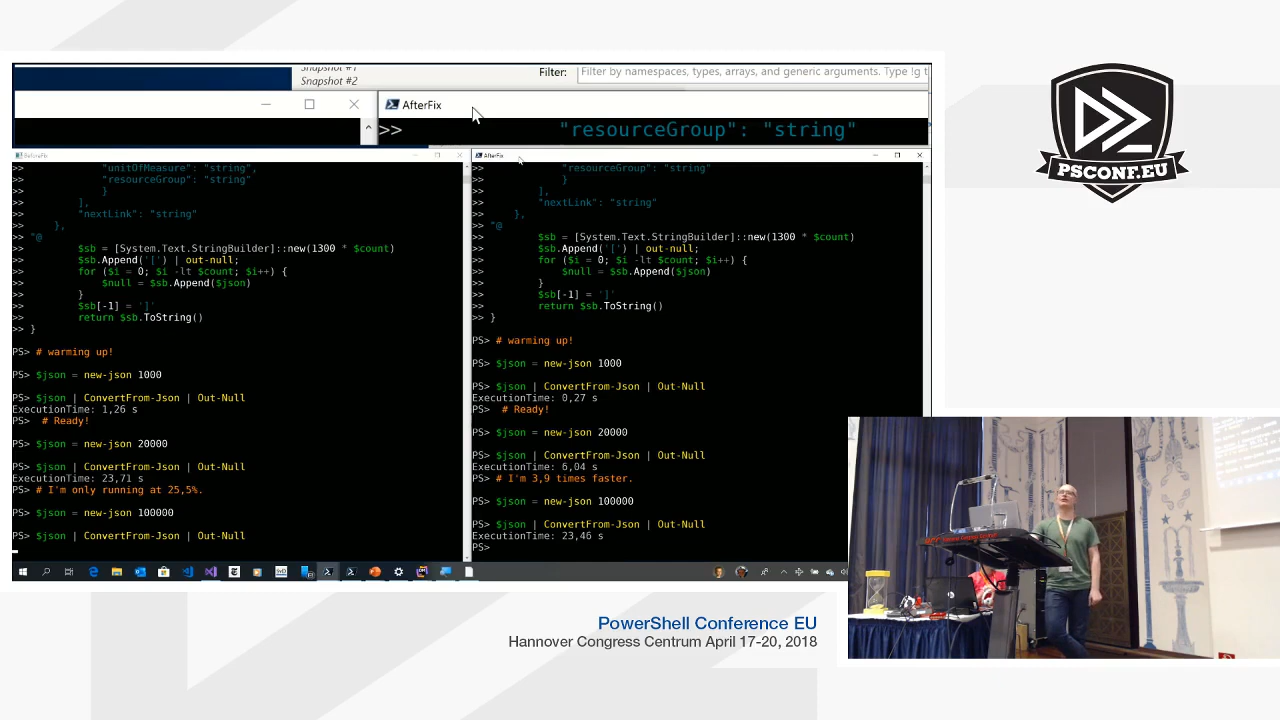 Snapshot #1
Snapshot #2
Filter:
Filter by namespaces, types, arrays, and generic arguments. Type !g t
AfterFix
>> "resourceGroup": "string"
BeforeFix
>> "unitOfMeasure": "string",
>> "resourceGroup": "string"
>> }
>> ],
>> "nextLink": "string"
>> },
>> "@
>> $sb = [System.Text.StringBuilder]::new(1300 * $count)
>> $sb.Append('[') | out-null;
>> for ($i = 0; $i -lt $count; $i++) {
>> $null = $sb.Append($json)
>> }
>> $sb[-1] = ']'
>> return $sb.ToString()
>> }
PS> # warming up!
PS> $json = new-json 1000
PS> $json | ConvertFrom-Json | Out-Null
ExecutionTime: 1,26 s
PS> # Ready!
PS> $json = new-json 20000
PS> $json | ConvertFrom-Json | Out-Null
ExecutionTime: 23,71 s
PS> # I'm only running at 25,5%.
PS> $json = new-json 100000
PS> $json | ConvertFrom-Json | Out-Null
AfterFix
>> "resourceGroup": "string"
>> }
>> ],
>> "nextLink": "string"
>> },
>> "@
>> $sb = [System.Text.StringBuilder]::new(1300 * $count)
>> $sb.Append('[') | out-null;
>> for ($i = 0; $i -lt $count; $i++) {
>> $null = $sb.Append($json)
>> }
>> $sb[-1] = ']'
>> return $sb.ToString()
>> }
PS> # warming up!
PS> $json = new-json 1000
PS> $json | ConvertFrom-Json | Out-Null
ExecutionTime: 0,27 s
PS> # Ready!
PS> $json = new-json 20000
PS> $json | ConvertFrom-Json | Out-Null
ExecutionTime: 6,04 s
PS> # I'm 3,9 times faster.
PS> $json = new-json 100000
PS> $json | ConvertFrom-Json | Out-Null
ExecutionTime: 23,46 s
PS>
PSCONF.EU
PowerShell Conference EU
Hannover Congress Centrum April 17-20, 2018